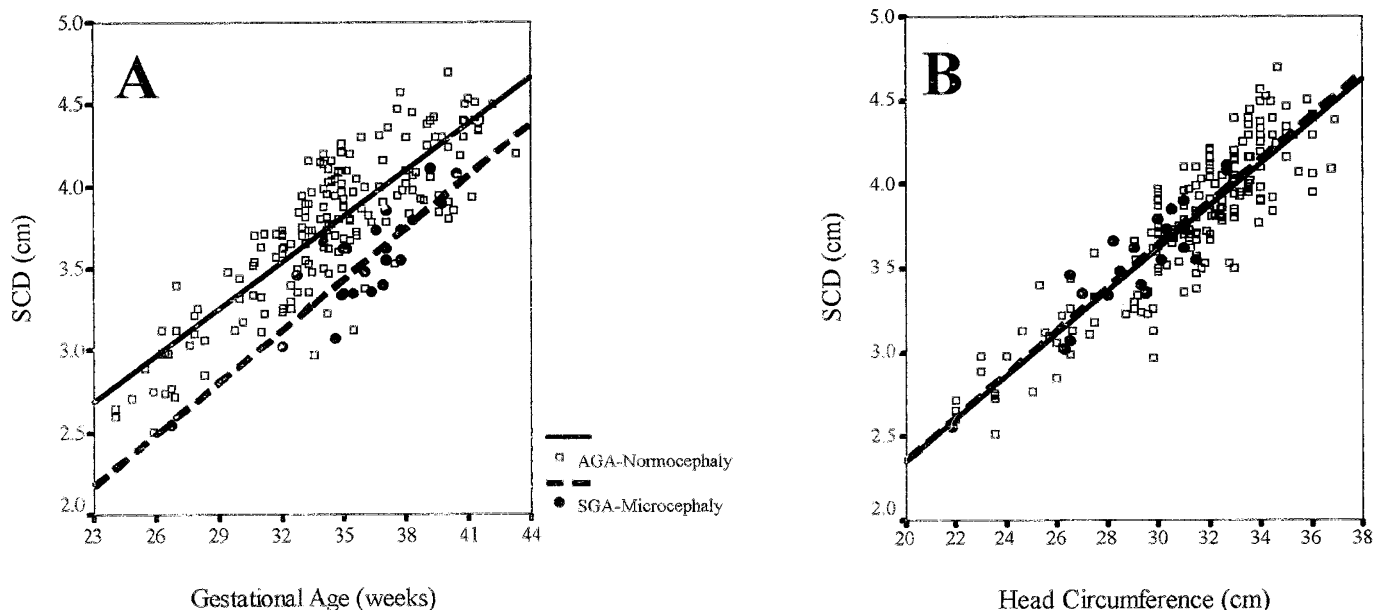 A
SCD (cm)
5.0
4.5
4.0
3.5
3.0
2.5
2.0
23 26 29 32 35 38 41 44
Gestational Age (weeks)
AGA-Normocephaly
SGA-Microcephaly
B
SCD (cm)
5.0
4.5
4.0
3.5
3.0
2.5
2.0
20 22 24 26 28 30 32 34 36 38
Head Circumference (cm)